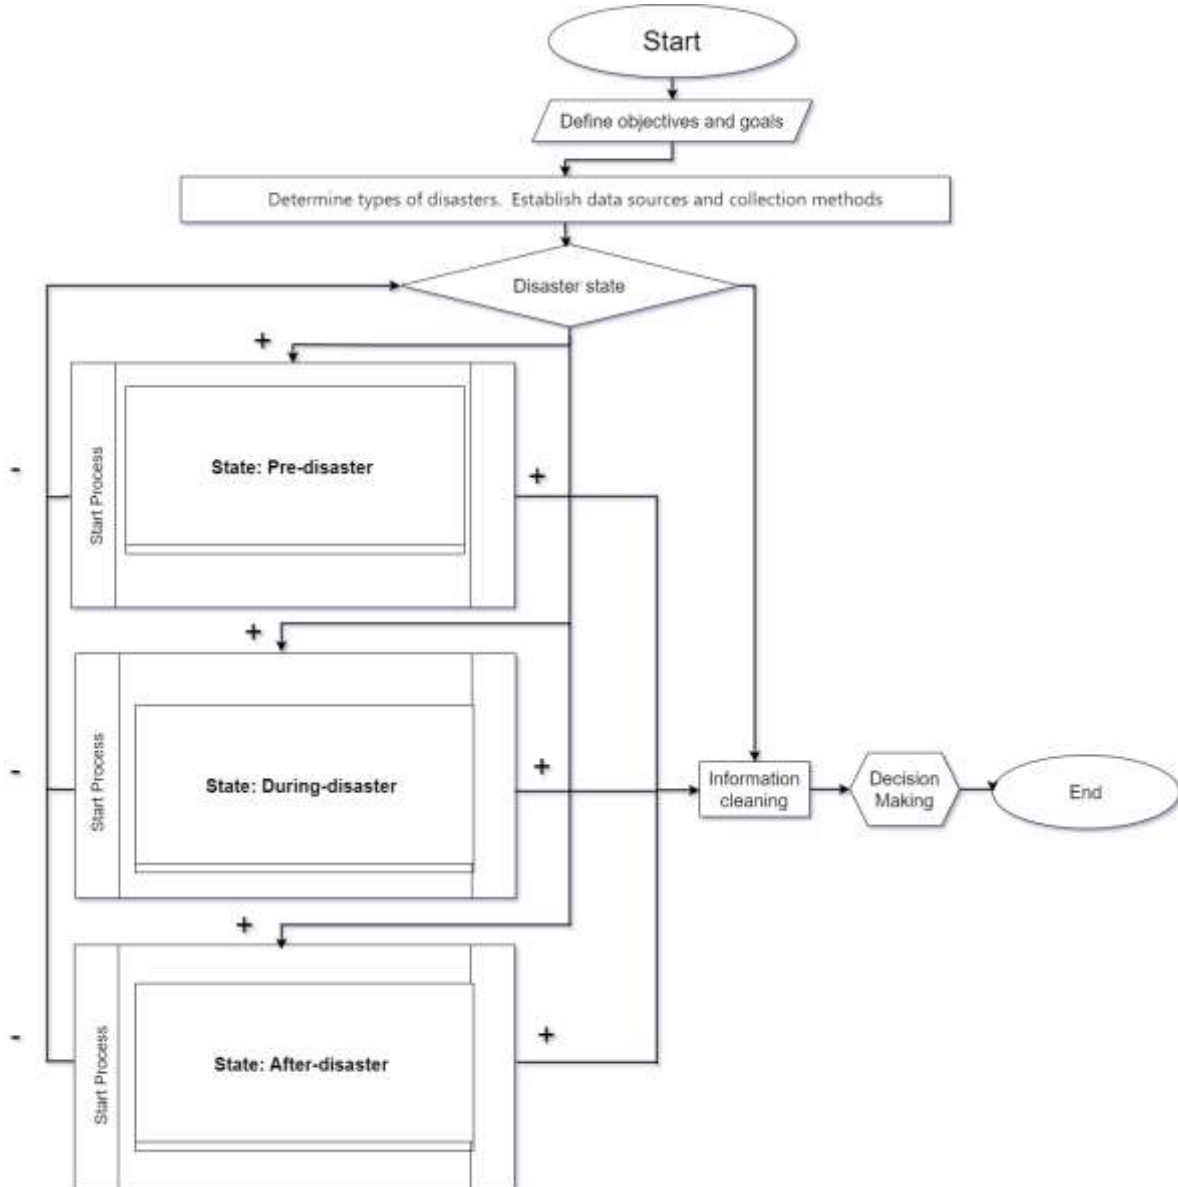 Start
Define objectives and goals
Determine types of disasters. Establish data sources and collection methods
Disaster state
+
Start Process
State: Pre-disaster
-
+
+
Start Process
State: During-disaster
-
+
Information
cleaning
Decision
Making
End
+
Start Process
State: After-disaster
-
+